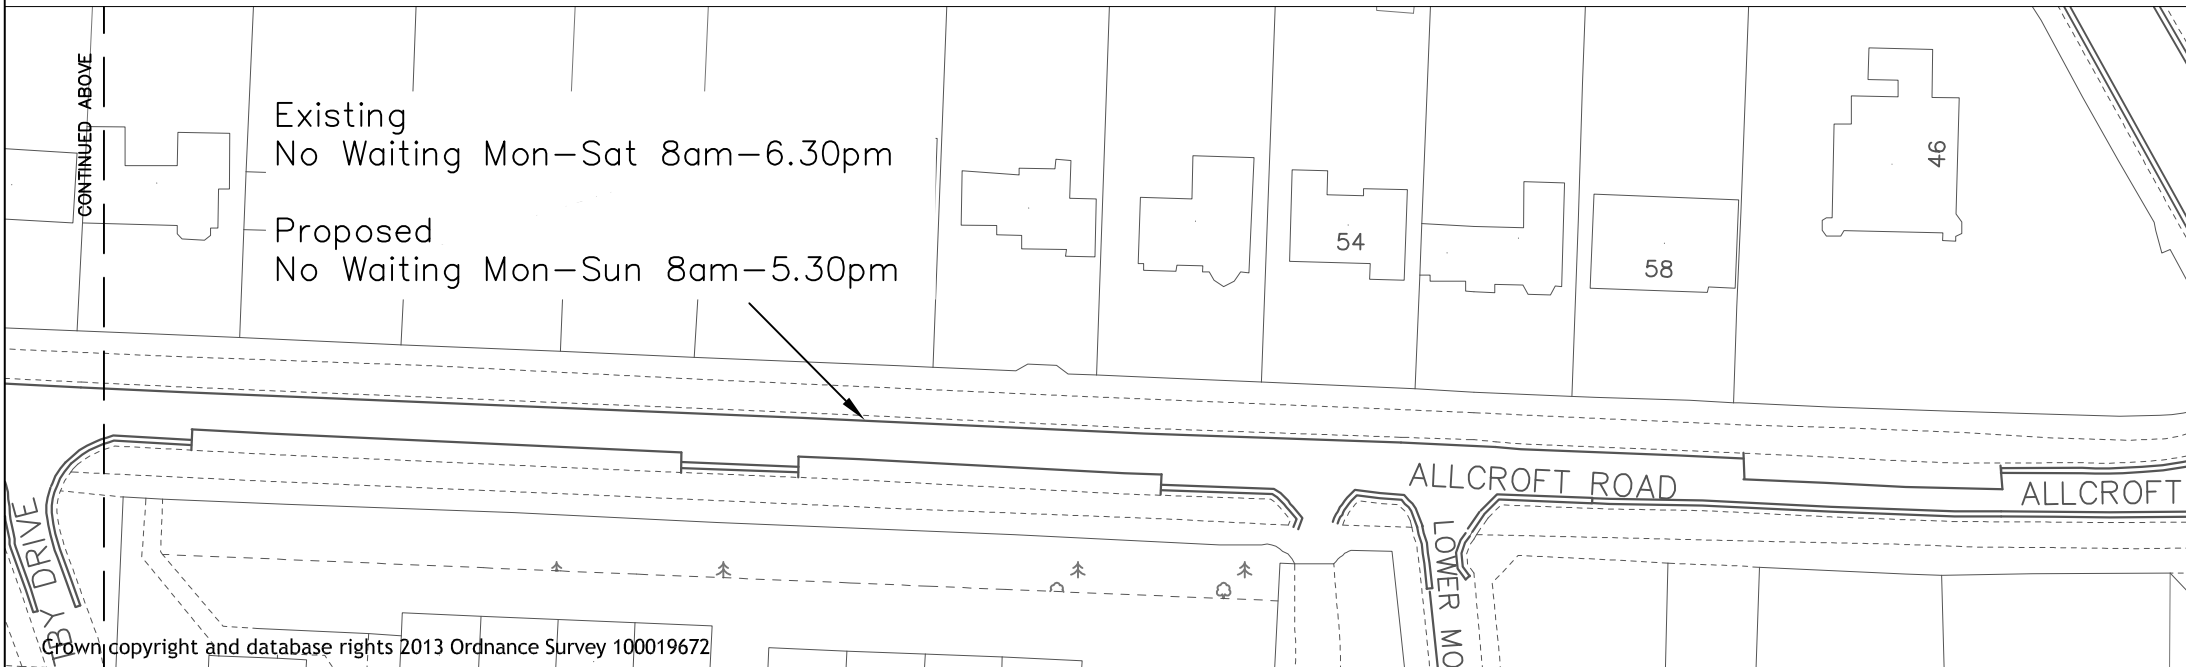 CONTINUED ABOVE
Existing
No Waiting Mon-Sat 8am-6.30pm
Proposed
No Waiting Mon-Sun 8am-5.30pm
46
54
58
ALLCROFT ROAD
ALLCROFT
LOWER MO
BY DRIVE
Crown copyright and database rights 2013 Ordnance Survey 100019672